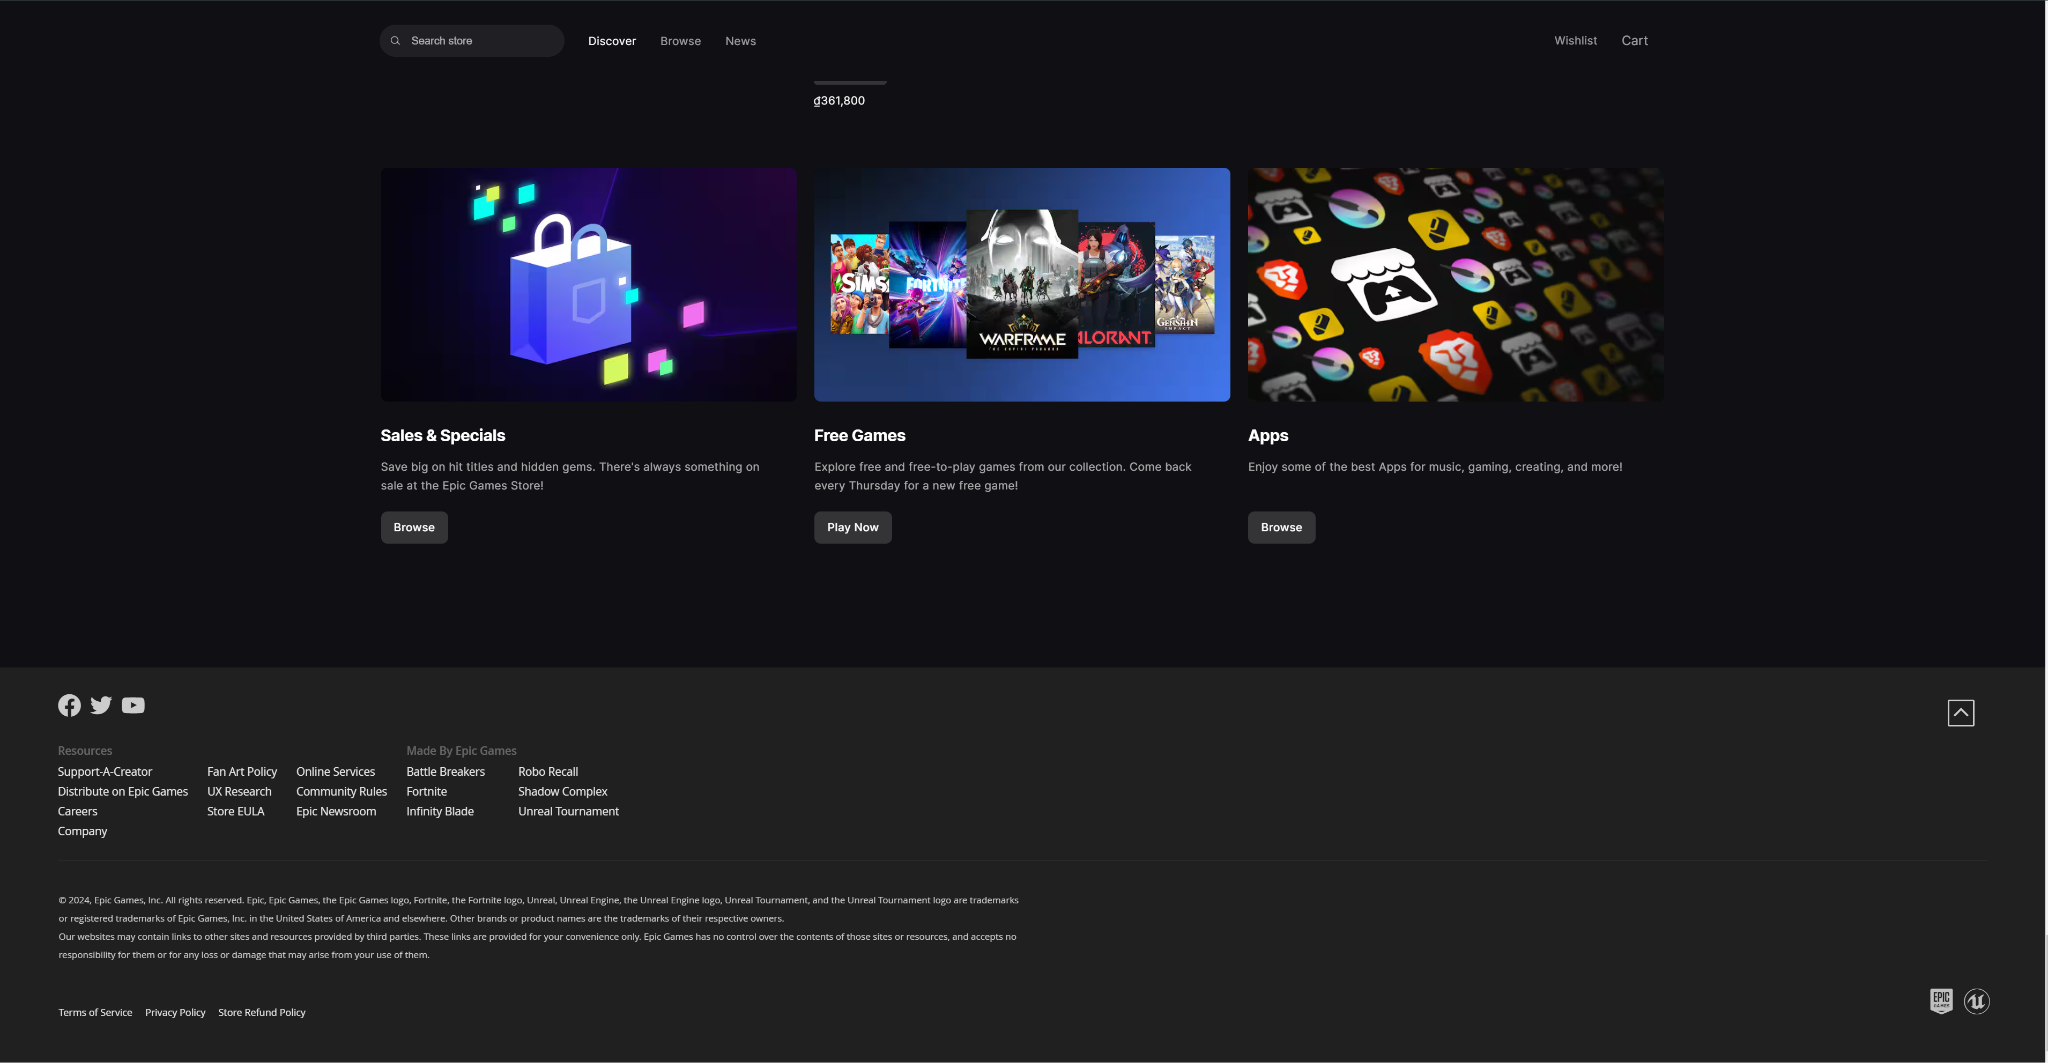 Search store
Discover
Browse
News
Wishlist
Cart
₫361,800
SIMS
FORTNITE
WARFRAME
LORANT
GENSHIN
IMPACT
Sales & Specials
Save big on hit titles and hidden gems. There's always something on
sale at the Epic Games Store!
Browse
Free Games
Explore free and free-to-play games from our collection. Come back
every Thursday for a new free game!
Play Now
Apps
Enjoy some of the best Apps for music, gaming, creating, and more!
Browse
Resources
Support-A-Creator
Distribute on Epic Games
Careers
Company
Fan Art Policy
UX Research
Store EULA
Online Services
Community Rules
Epic Newsroom
Made By Epic Games
Battle Breakers
Fortnite
Infinity Blade
Robo Recall
Shadow Complex
Unreal Tournament
© 2024, Epic Games, Inc. All rights reserved. Epic, Epic Games, the Epic Games logo, Fortnite, the Fortnite logo, Unreal, Unreal Engine, the Unreal Engine logo, Unreal Tournament, and the Unreal Tournament logo are trademarks
or registered trademarks of Epic Games, Inc. in the United States of America and elsewhere. Other brands or product names are the trademarks of their respective owners.
Our websites may contain links to other sites and resources provided by third parties. These links are provided for your convenience only. Epic Games has no control over the contents of those sites or resources, and accepts no
responsibility for them or for any loss or damage that may arise from your use of them.
Terms of Service
Privacy Policy
Store Refund Policy
EPIC
GAMES